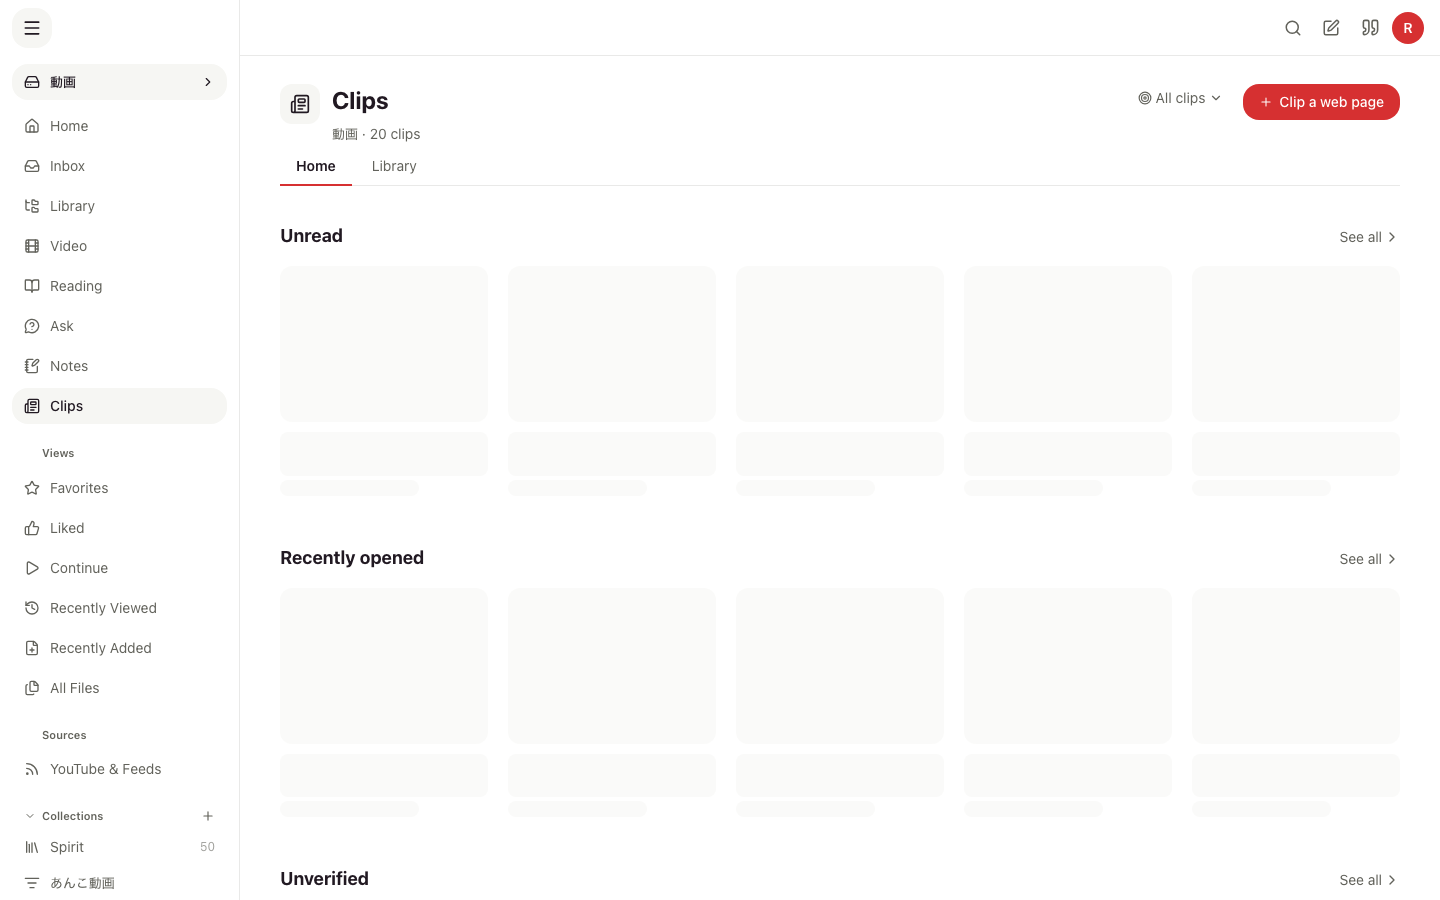 動画
Home
Inbox
Library
Video
Reading
Ask
Notes
Clips
Views
Favorites
Liked
Continue
Recently Viewed
Recently Added
All Files
Sources
YouTube & Feeds
Collections
Spirit 50
あんこ動画
R
Clips
動画 · 20 clips
All clips
Clip a web page
Home Library
Unread See all
Recently opened See all
Unverified See all